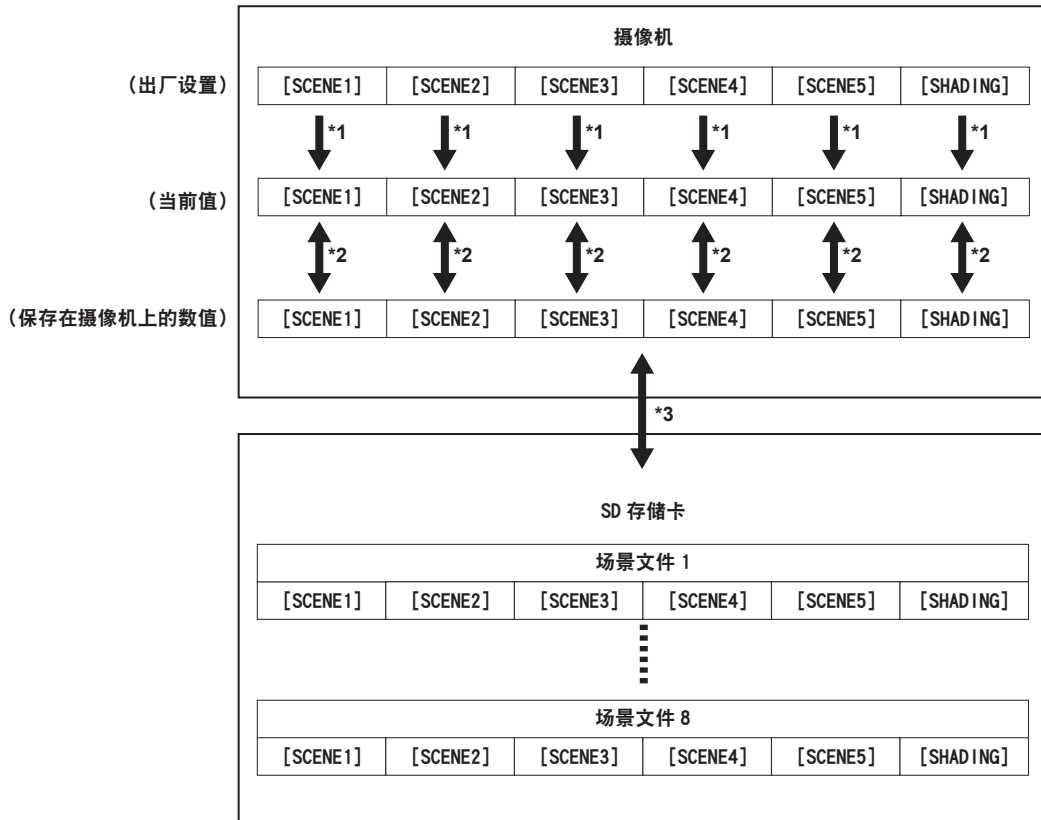 摄像机
（出厂设置） [SCENE1] [SCENE2] [SCENE3] [SCENE4] [SCENE5] [SHADING]
*1 *1 *1 *1 *1 *1
（当前值） [SCENE1] [SCENE2] [SCENE3] [SCENE4] [SCENE5] [SHADING]
*2 *2 *2 *2 *2 *2
（保存在摄像机上的数值） [SCENE1] [SCENE2] [SCENE3] [SCENE4] [SCENE5] [SHADING]
*3
SD 存储卡
场景文件 1
[SCENE1] [SCENE2] [SCENE3] [SCENE4] [SCENE5] [SHADING]
场景文件 8
[SCENE1] [SCENE2] [SCENE3] [SCENE4] [SCENE5] [SHADING]